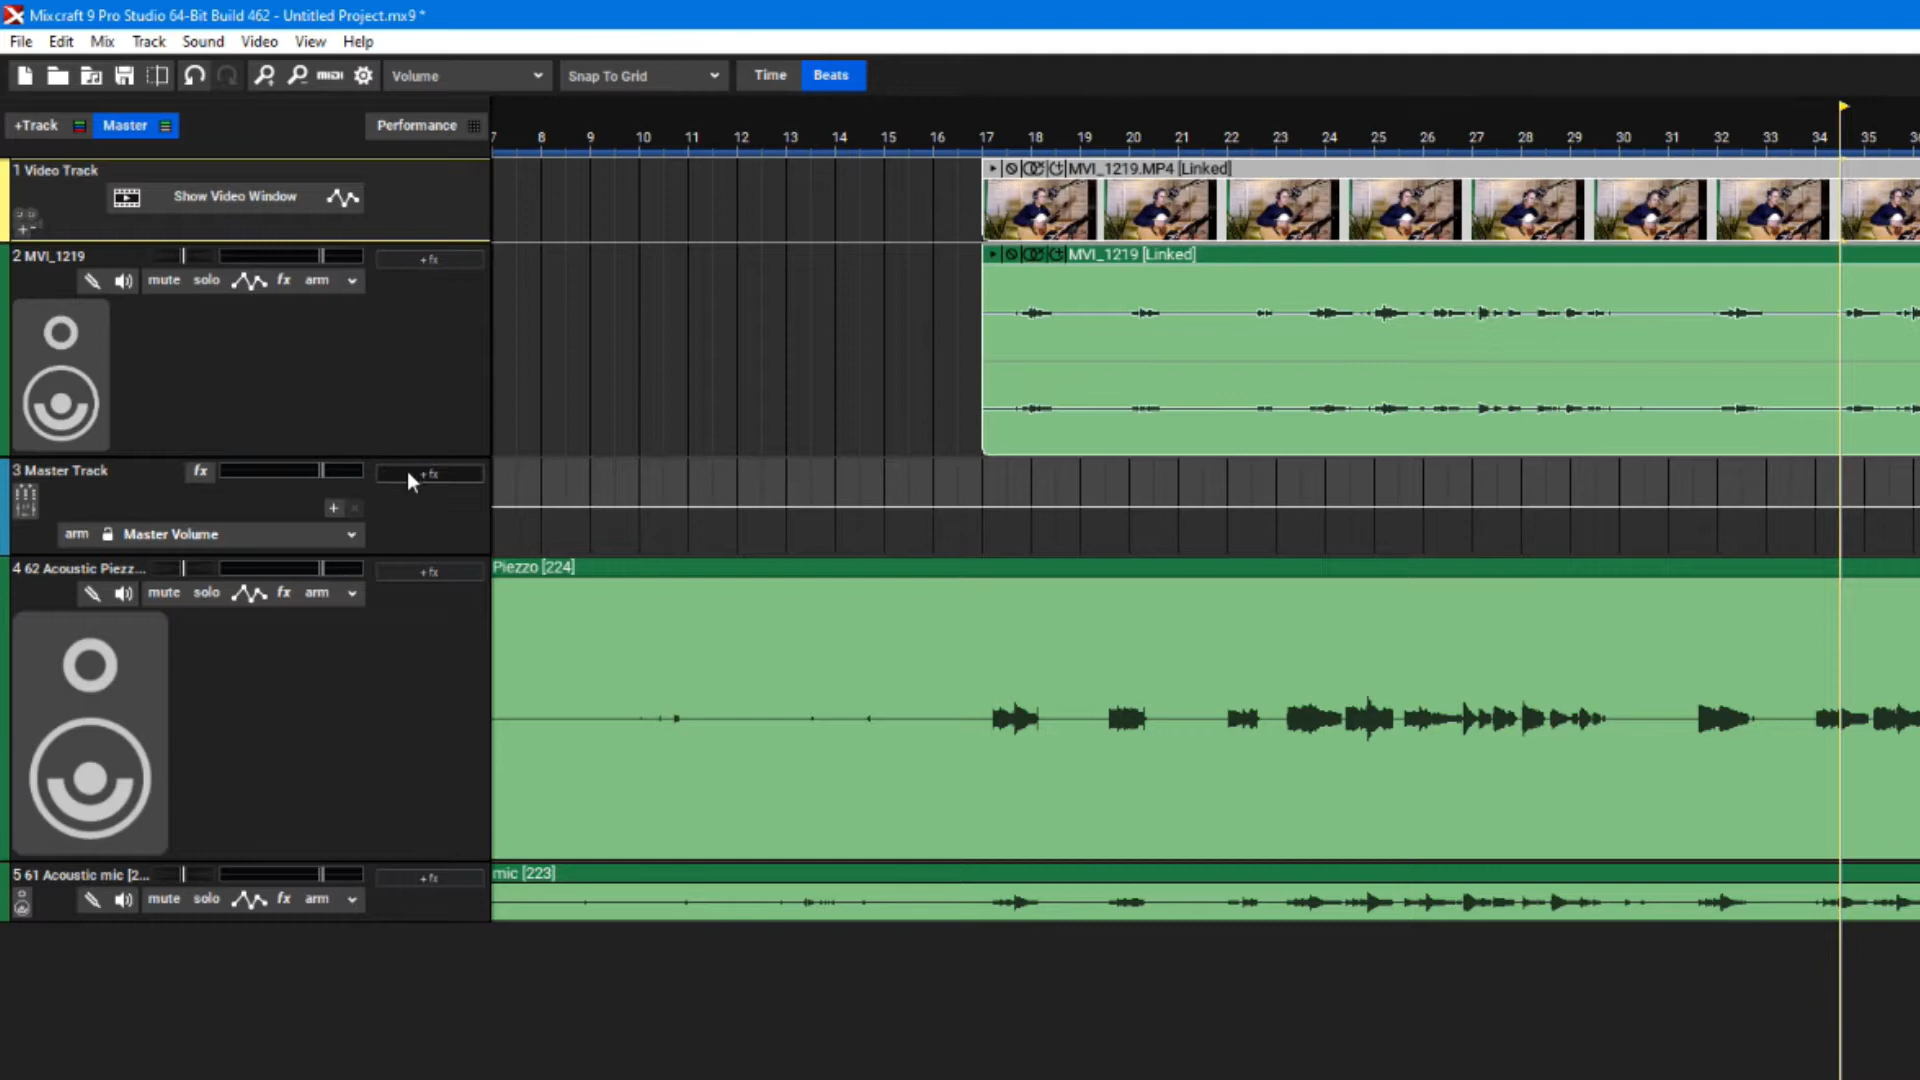 Mixcraft 9 Pro Studio 64-Bit Build 462 - Untitled Project.mx9 *
File Edit Mix Track Sound Video View Help
MIDI Volume Snap To Grid Time Beats
+Track Master Performance
7 8 9 10 11 12 13 14 15 16 17 18 19 20 21 22 23 24 25 26 27 28 29 30 31 32 33 34 35
1 Video Track
MVI_1219.MP4 [Linked]
Show Video Window
2 MVI_1219
+fx
MVI_1219 [Linked]
mute solo fx arm
3 Master Track fx
+fx
arm Master Volume
4 62 Acoustic Piezz...
+fx
Piezzo [224]
mute solo fx arm
5 61 Acoustic mic [2...
+fx
mic [223]
mute solo fx arm